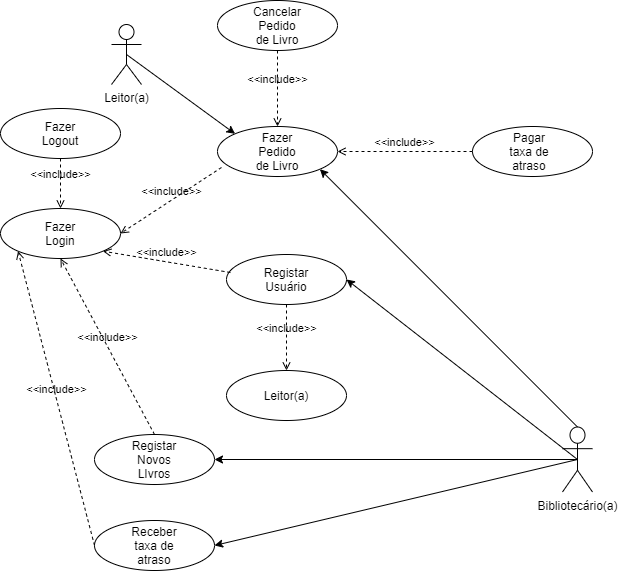 Cancelar
Pedido
de Livro
<<include>>
Leitor(a)
Fazer
Logout
Fazer
Pedido
de Livro
<<include>>
Pagar
taxa de
atraso
<<include>>
<<include>>
Fazer
Login
<<include>>
Registar
Usuário
<<include>>
<<include>>
<<include>>
Leitor(a)
Registar
Novos
LIvros
Bibliotecário(a)
Receber
taxa de
atraso